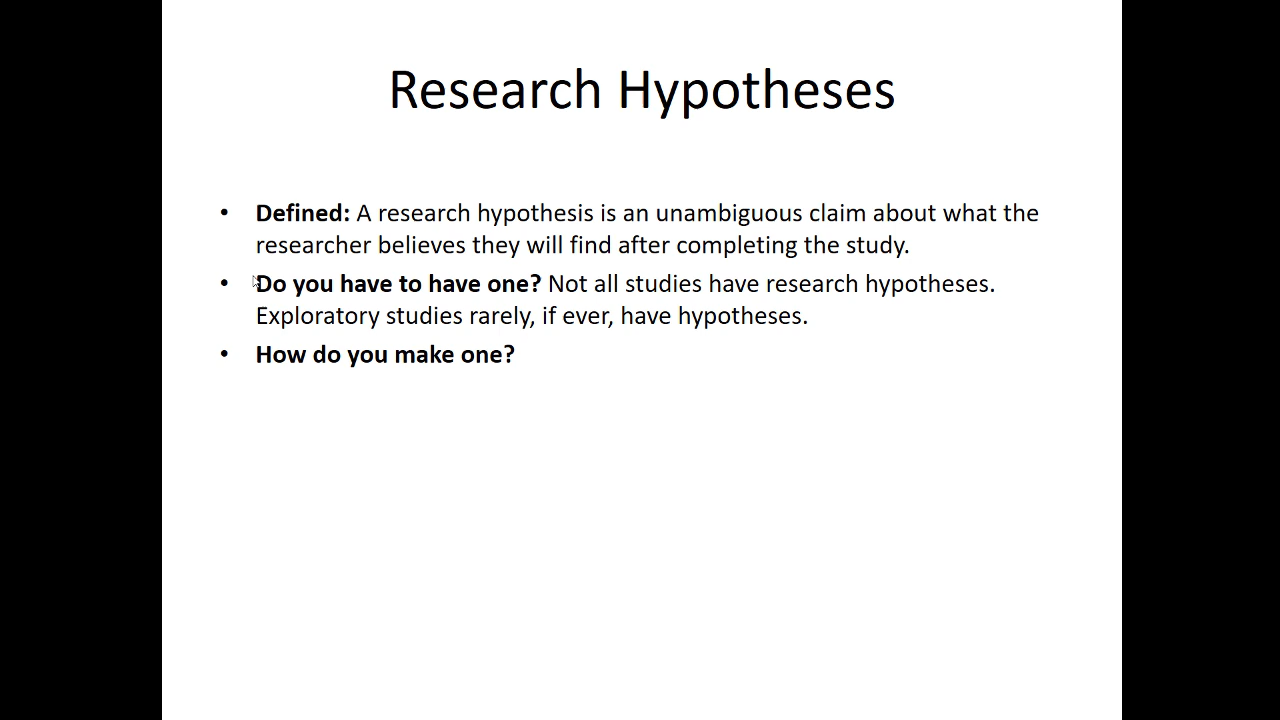 Research Hypotheses
• Defined: A research hypothesis is an unambiguous claim about what the
researcher believes they will find after completing the study.
• Do you have to have one? Not all studies have research hypotheses.
Exploratory studies rarely, if ever, have hypotheses.
• How do you make one?